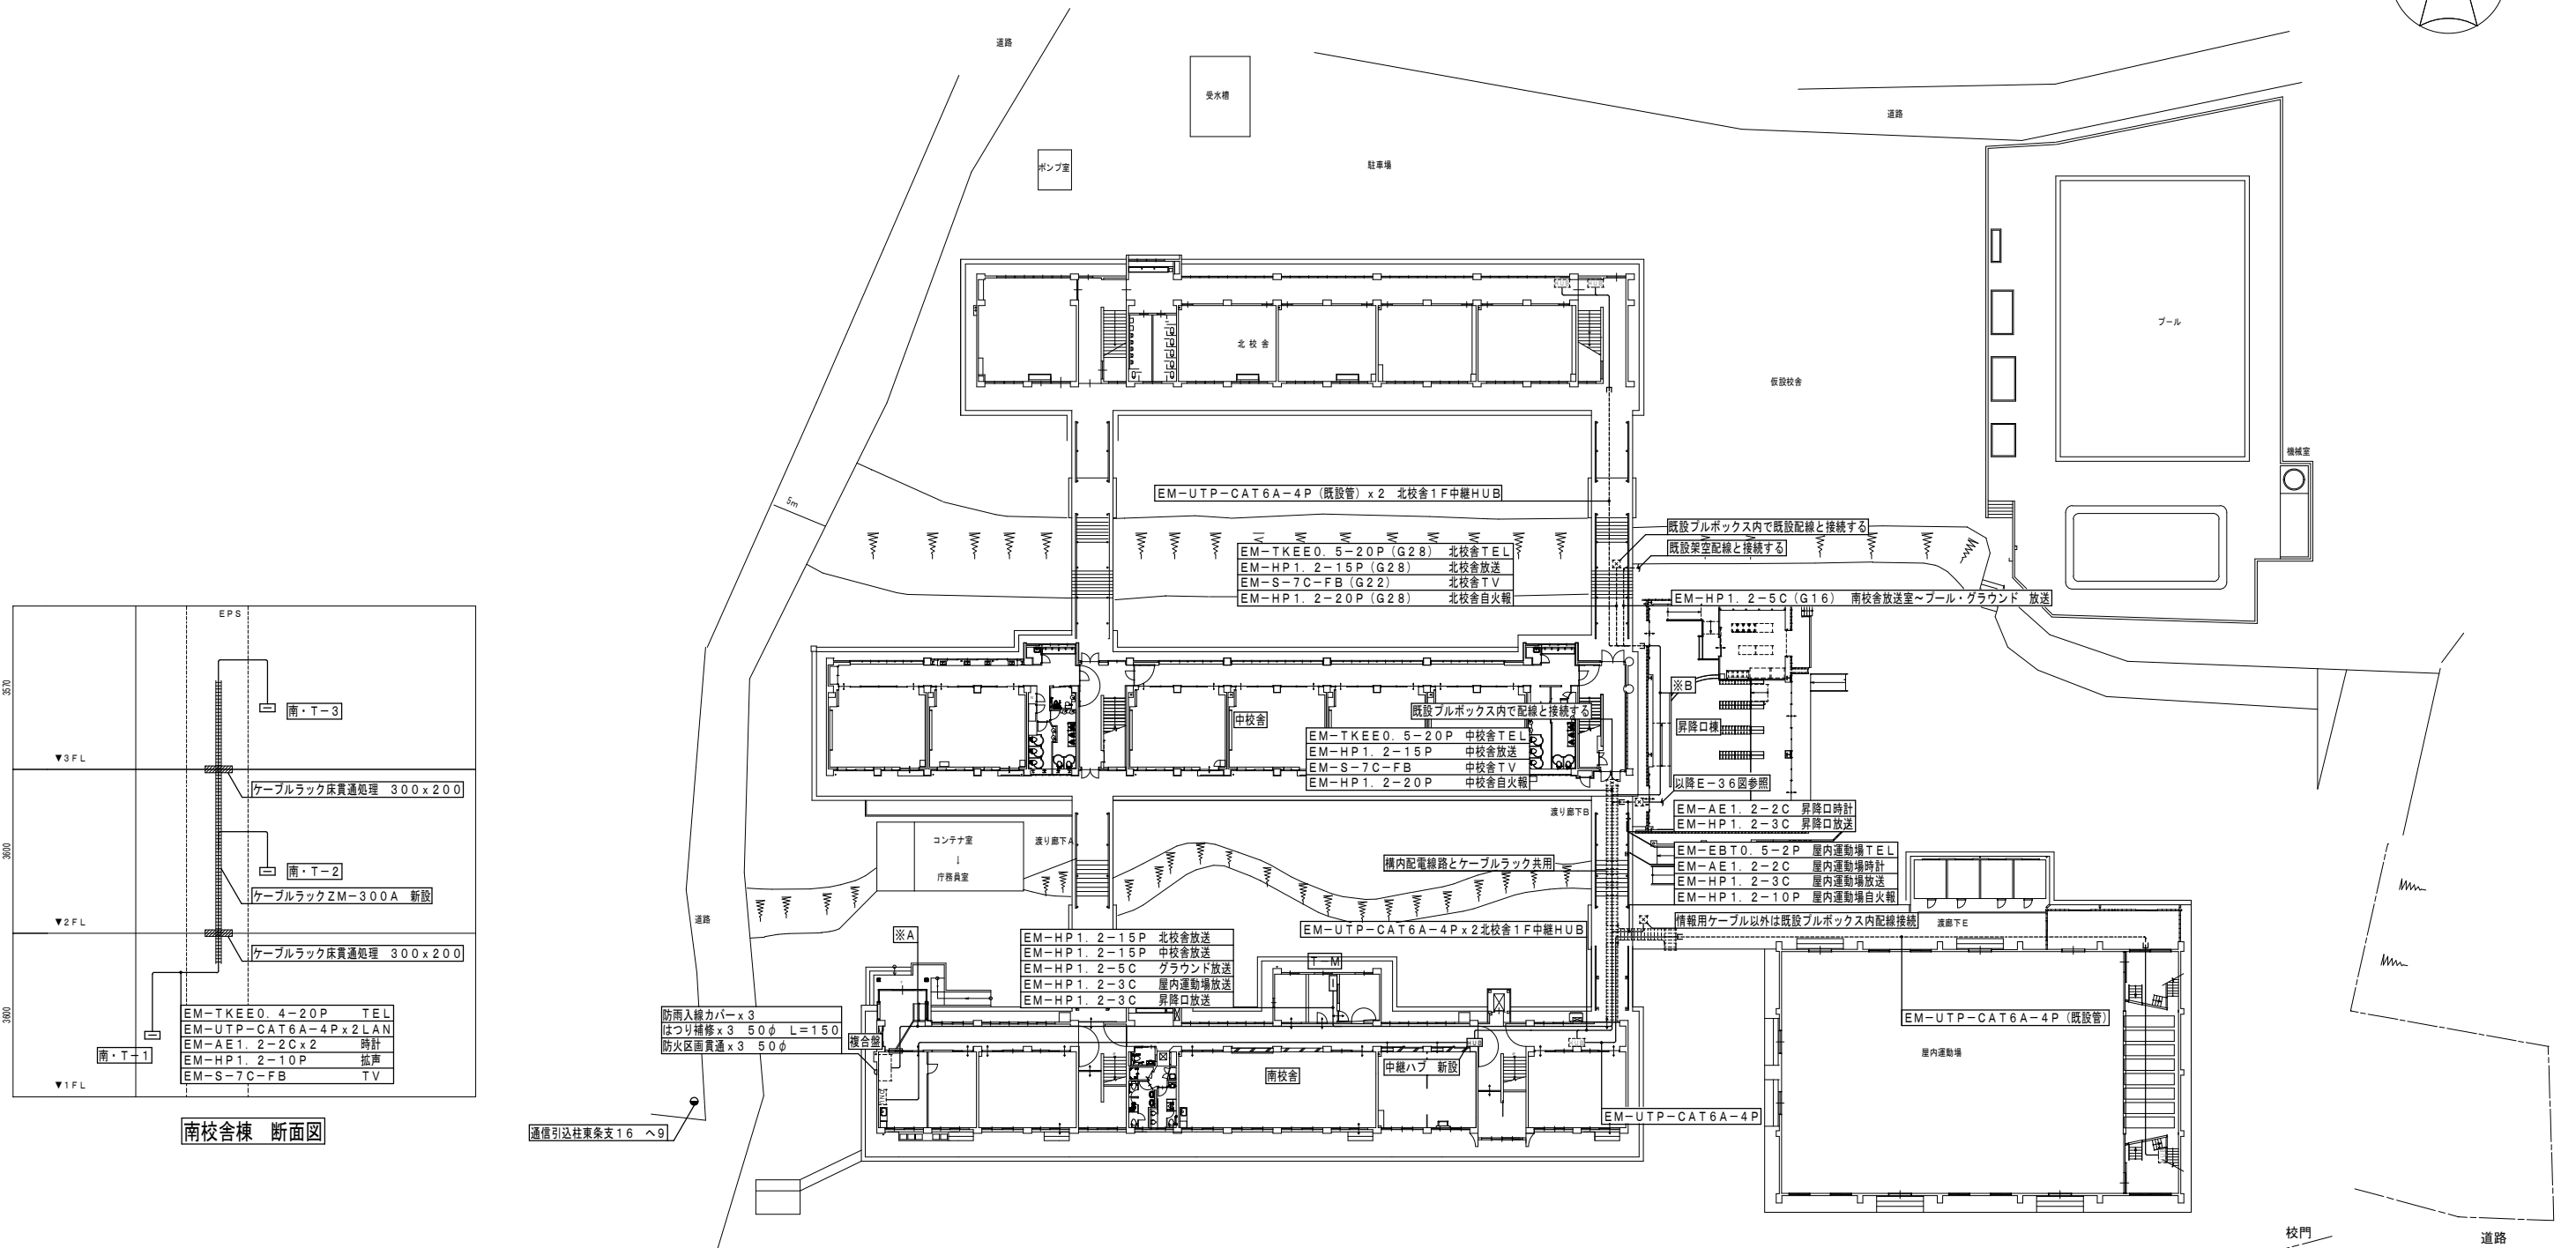 道路
受水槽
ポンプ室
駐車場
道路
プール
北校舎
仮設校舎
機械室
5m
EM-UTP-CAT6A-4P（既設管）x2 北校舎1F中継HUB
既設プルボックス内で既設配線と接続する
既設架空配線と接続する
EM-TKEE0.5-20P（G28） 北校舎TEL
EM-HP1.2-15P（G28） 北校舎放送
EM-S-7C-FB（G22） 北校舎TV
EM-HP1.2-20P（G28） 北校舎自火報
EM-HP1.2-5C（G16） 南校舎放送室～プール・グラウンド 放送
※B
中校舎
既設プルボックス内で配線と接続する
昇降口棟
EM-TKEE0.5-20P 中校舎TEL
EM-HP1.2-15P 中校舎放送
EM-S-7C-FB 中校舎TV
EM-HP1.2-20P 中校舎自火報
以降E-36図参照
EM-AE1.2-2C 昇降口時計
EM-HP1.2-3C 昇降口放送
渡り廊下B
コンテナ室
↓
庁務員室
渡り廊下A
構内配電線路とケーブルラック共用
EM-EBT0.5-2P 屋内運動場TEL
EM-AE1.2-2C 屋内運動場時計
EM-HP1.2-3C 屋内運動場放送
EM-HP1.2-10P 屋内運動場自火報
情報用ケーブル以外は既設プルボックス内配線接続
渡廊下E
道路
※A
EM-UTP-CAT6A-4Px2北校舎1F中継HUB
EM-HP1.2-15P 北校舎放送
EM-HP1.2-15P 中校舎放送
EM-HP1.2-5C グラウンド放送
EM-HP1.2-3C 屋内運動場放送
EM-HP1.2-3C 昇降口放送
T-M
防雨入線カバーx3
はつり補修x3 50φ L=150
防火区画貫通x3 50φ
複合盤
EM-UTP-CAT6A-4P（既設管）
屋内運動場
南校舎
中継ハブ 新設
HUB
HUB
EM-UTP-CAT6A-4P
通信引込柱東条支16 へ9
校門
道路
EPS
3570
南・T-3
▼3FL
ケーブルラック床貫通処理 300x200
3600
南・T-2
ケーブルラックZM-300A 新設
▼2FL
ケーブルラック床貫通処理 300x200
3600
EM-TKEE0.4-20P TEL
EM-UTP-CAT6A-4Px2LAN
EM-AE1.2-2Cx2 時計
EM-HP1.2-10P 拡声
EM-S-7C-FB TV
南・T-1
▼1FL
南校舎棟 断面図